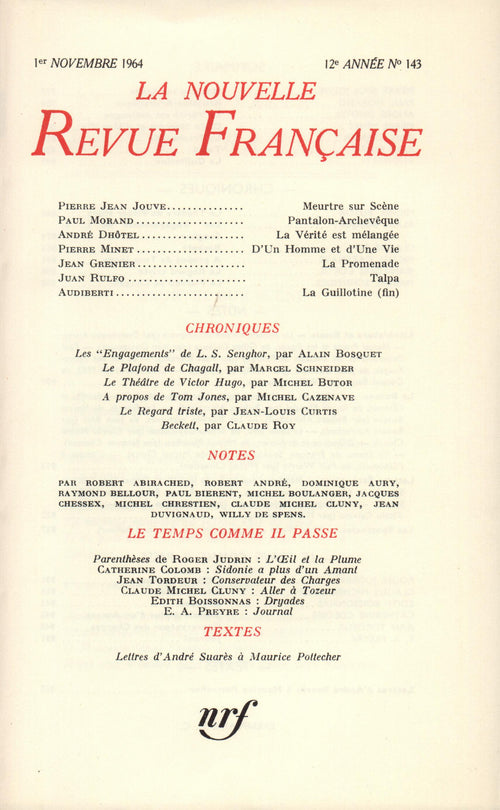 1er NOVEMBRE 1964 12e ANNÉE No 143
LA NOUVELLE
REVUE FRANÇAISE
PIERRE JEAN JOUVE............... Meurtre sur Scène
PAUL MORAND..................... Pantalon-Archevêque
ANDRÉ DHÔTEL.................... La Vérité est mélangée
PIERRE MINET.................... D'Un Homme et d'Une Vie
JEAN GRENIER.................... La Promenade
JUAN RULFO...................... Talpa
AUDIBERTI....................... La Guillotine (fin)
CHRONIQUES
Les "Engagements" de L. S. Senghor, par ALAIN BOSQUET
Le Plafond de Chagall, par MARCEL SCHNEIDER
Le Théâtre de Victor Hugo, par MICHEL BUTOR
A propos de Tom Jones, par MICHEL CAZENAVE
Le Regard triste, par JEAN-LOUIS CURTIS
Beckett, par CLAUDE ROY
NOTES
PAR ROBERT ABIRACHED, ROBERT ANDRÉ, DOMINIQUE AURY,
RAYMOND BELLOUR, PAUL BIERENT, MICHEL BOULANGER, JACQUES
CHESSEX, MICHEL CHRESTIEN, CLAUDE MICHEL CLUNY, JEAN
DUVIGNAUD, WILLY DE SPENS.
LE TEMPS COMME IL PASSE
Parenthèses de ROGER JUDRIN : L'Œil et la Plume
CATHERINE COLOMB : Sidonie a plus d'un Amant
JEAN TORDEUR : Conservateur des Charges
CLAUDE MICHEL CLUNY : Aller à Tozeur
EDITH BOISSONNAS : Dryades
E. A. PREYRE : Journal
TEXTES
Lettres d'André Suarès à Maurice Pottecher
nrf